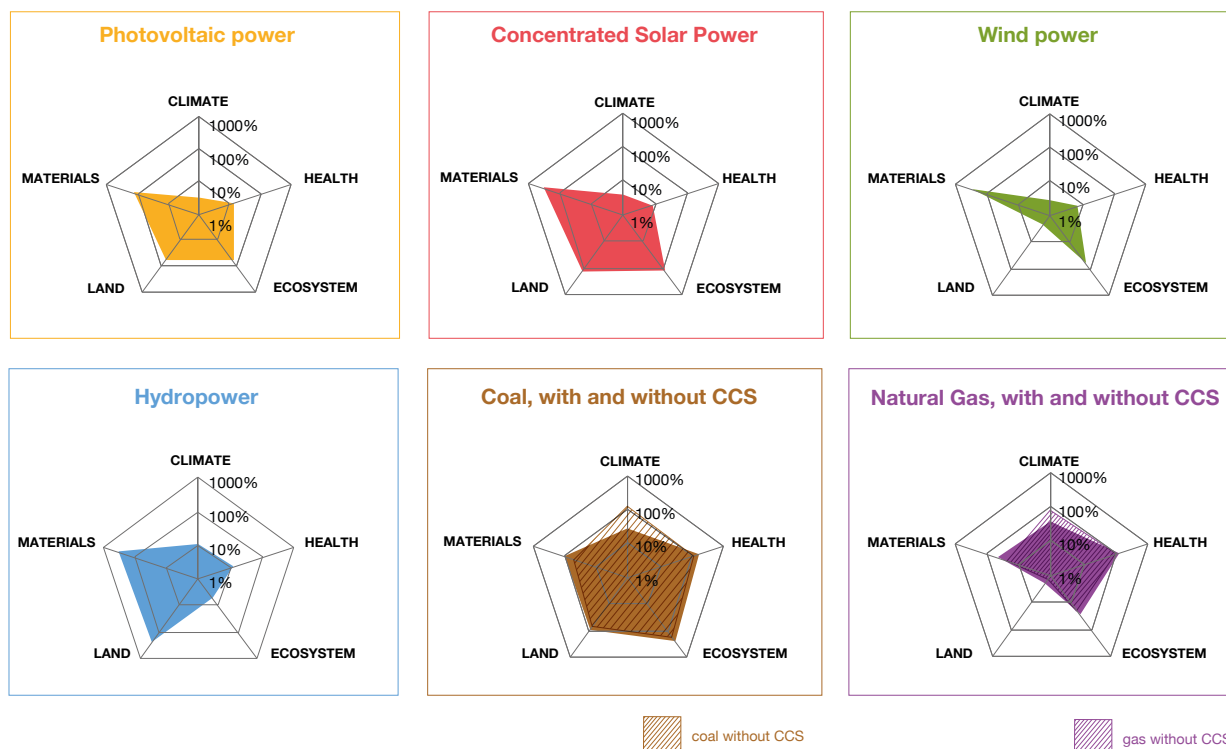 Photovoltaic power
CLIMATE
1000%
100%
10%
1%
MATERIALS
HEALTH
LAND
ECOSYSTEM
Concentrated Solar Power
CLIMATE
1000%
100%
10%
1%
MATERIALS
HEALTH
LAND
ECOSYSTEM
Wind power
CLIMATE
1000%
100%
10%
1%
MATERIALS
HEALTH
LAND
ECOSYSTEM
Hydropower
CLIMATE
1000%
100%
10%
1%
MATERIALS
HEALTH
LAND
ECOSYSTEM
Coal, with and without CCS
CLIMATE
1000%
100%
10%
1%
MATERIALS
HEALTH
LAND
ECOSYSTEM
Natural Gas, with and without CCS
CLIMATE
1000%
100%
10%
1%
MATERIALS
HEALTH
LAND
ECOSYSTEM
coal without CCS
gas without CCS